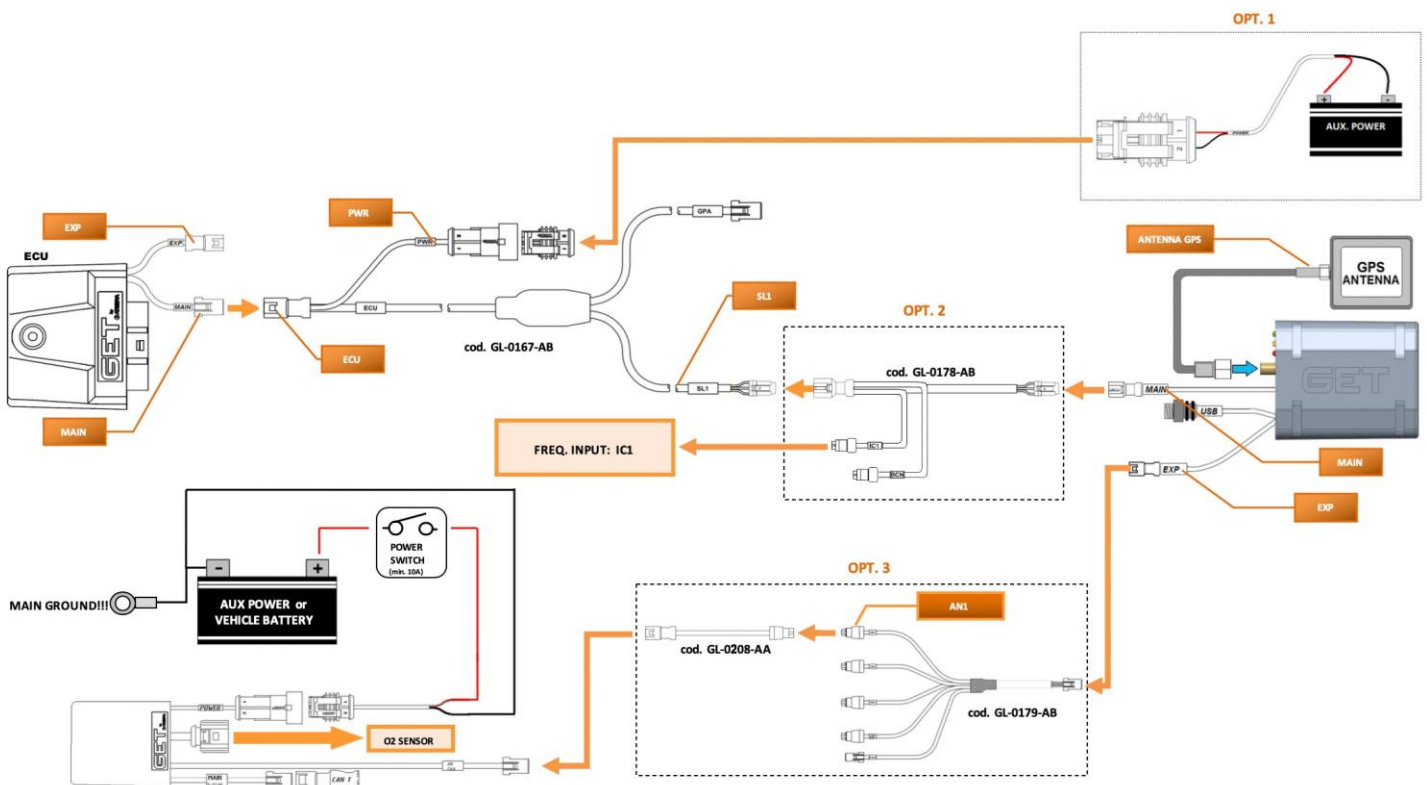 OPT. 1
POWER
1
2
+
-
AUX. POWER
EXP
ECU
EXP
MAIN
GET
MAIN
PWR
PWR
ECU
ECU
cod. GL-0167-AB
GPA
SL1
SL1
OPT. 2
cod. GL-0178-AB
IC1
FREQ. INPUT: IC1
ANTENNA GPS
GPS
ANTENNA
GET
MAIN
USB
EXP
MAIN
EXP
POWER
SWITCH
(min. 10A)
-
+
MAIN GROUND!!!
AUX POWER or
VEHICLE BATTERY
OPT. 3
AN1
cod. GL-0208-AA
cod. GL-0179-AB
POWER
GET
O2 SENSOR
MAIN
CAN T